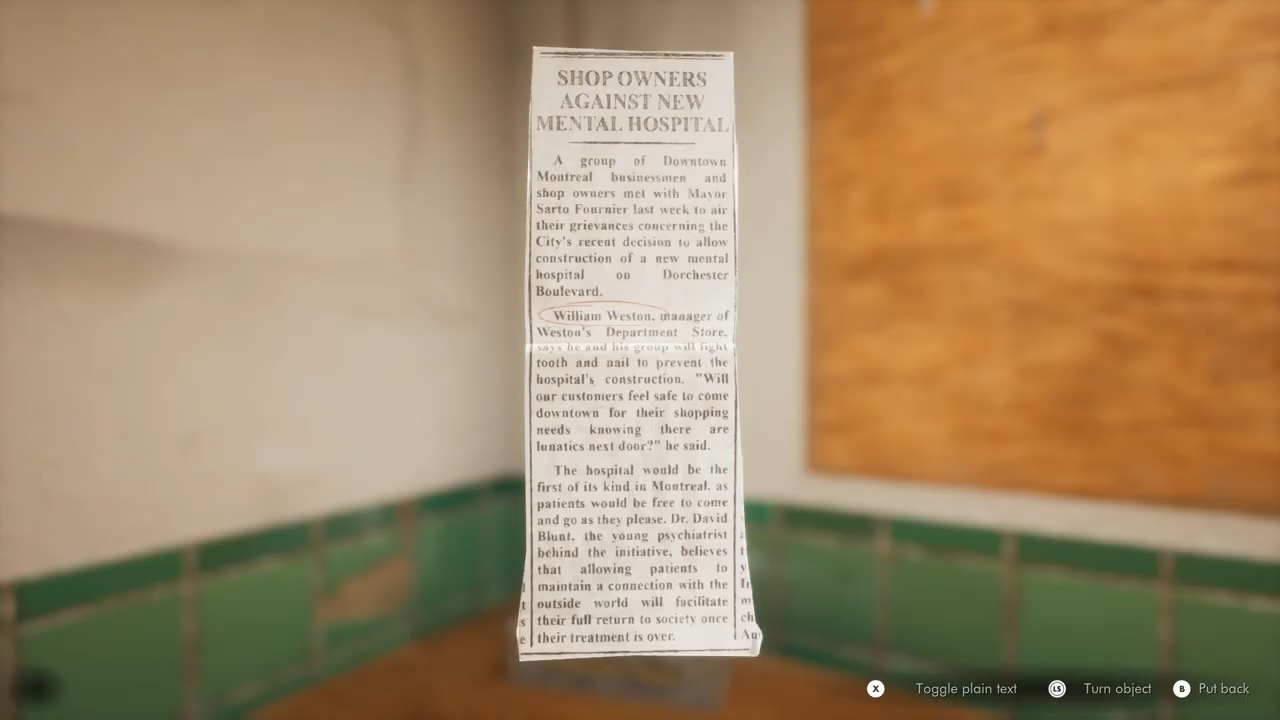 SHOP OWNERS
AGAINST NEW
MENTAL HOSPITAL
A group of Downtown
Montreal businessmen and
shop owners met with Mayor
Sarto Fournier last week to air
their grievances concerning the
City's recent decision to allow
construction of a new mental
hospital on Dorchester
Boulevard.
William Weston, manager of
Weston's Department Store,
says he and his group will fight
tooth and nail to prevent the
hospital's construction. "Will
our customers feel safe to come
downtown for their shopping
needs knowing there are
lunatics next door?" he said.
The hospital would be the
first of its kind in Montreal, as
patients would be free to come
and go as they please. Dr. David
Blunt, the young psychiatrist
behind the initiative, believes
that allowing patients to
maintain a connection with the
outside world will facilitate
their full return to society once
their treatment is over.
X Toggle plain text LS Turn object B Put back